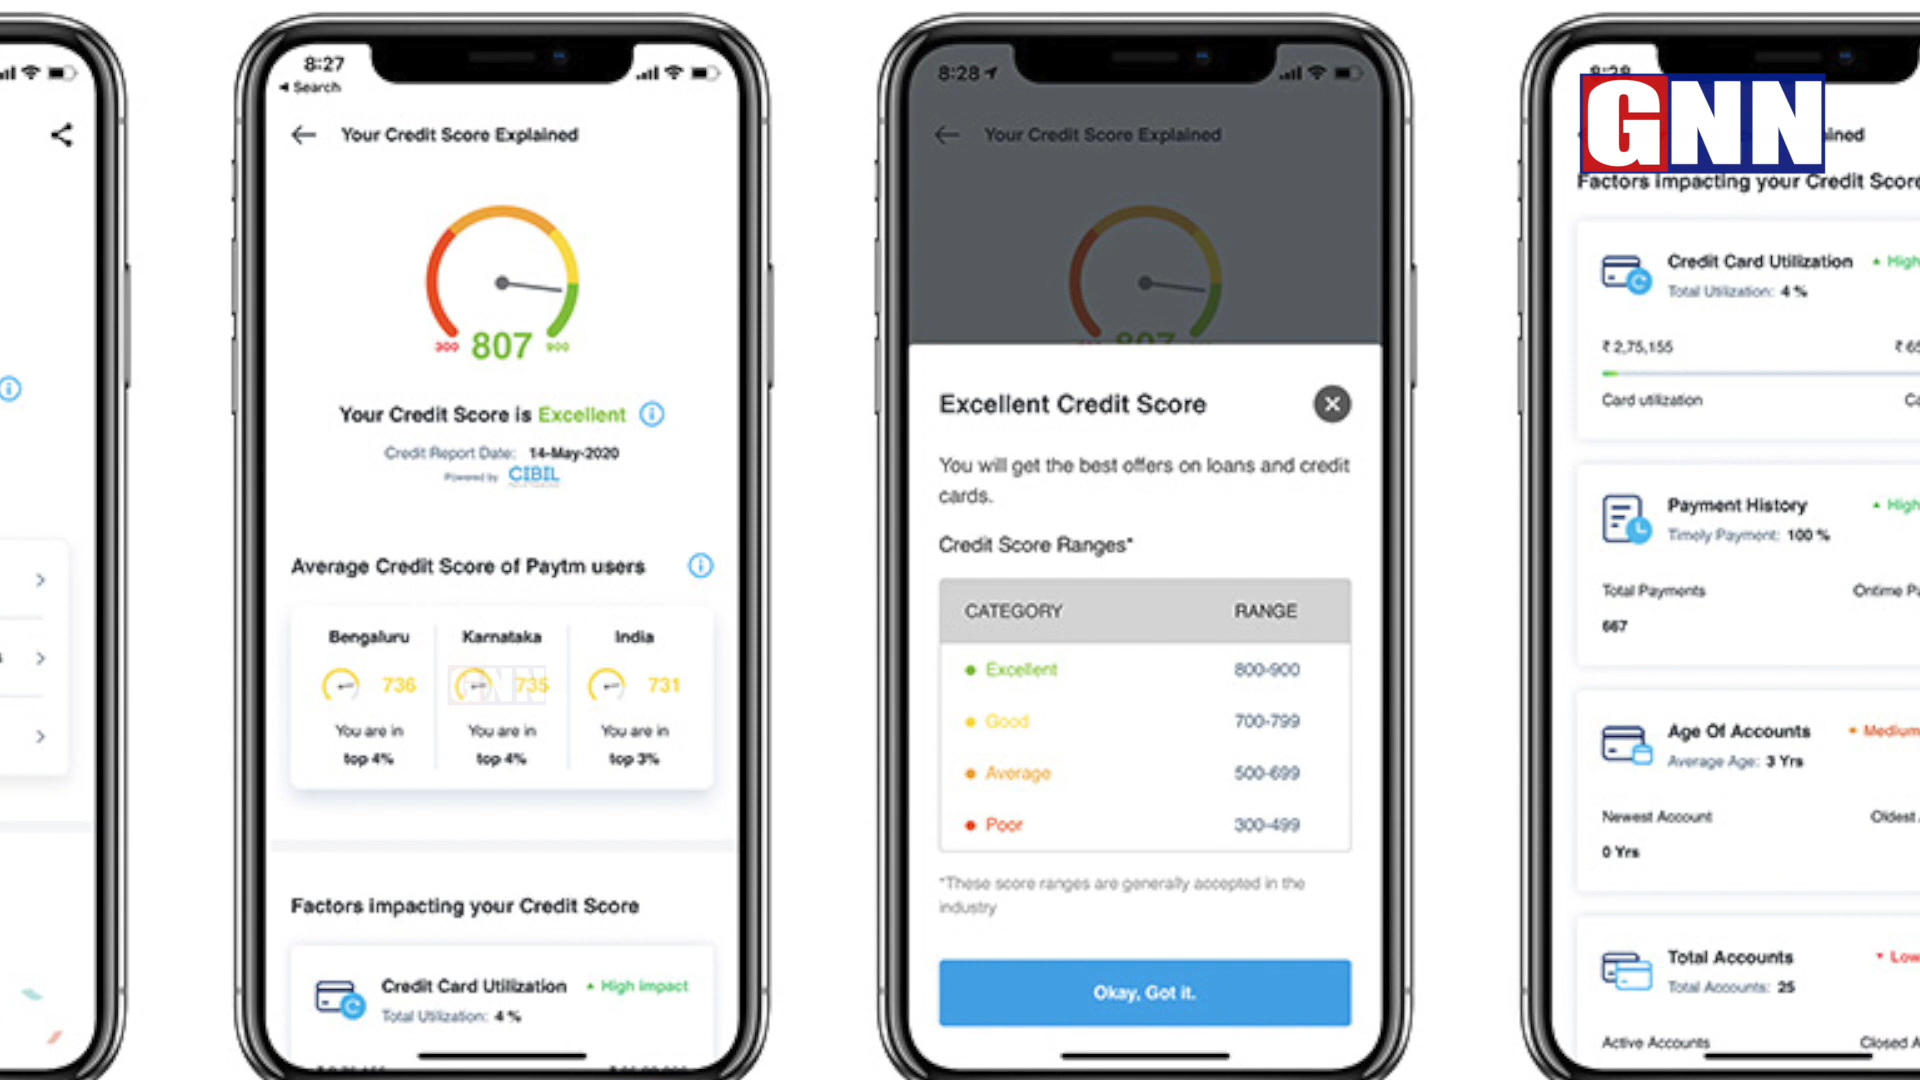 8:27
Search
Your Credit Score Explained
300 807 900
Your Credit Score is Excellent
Credit Report Date: 14-May-2020
Powered by CIBIL
Average Credit Score of Paytm users
Bengaluru Karnataka India
736 735 731
You are in You are in You are in
top 4% top 4% top 3%
Factors impacting your Credit Score
Credit Card Utilization High impact
Total Utilization: 4 %
8:28
Your Credit Score Explained
807
Excellent Credit Score
You will get the best offers on loans and credit
cards.
Credit Score Ranges*
CATEGORY RANGE
Excellent 800-900
Good 700-799
Average 500-699
Poor 300-499
*These score ranges are generally accepted in the
industry
Okay, Got it.
8:28
GNN
Factors impacting your Credit Score
Credit Card Utilization High
Total Utilization: 4 %
₹ 2,75,155
Card utilization
Payment History High
Timely Payment: 100 %
Total Payments Ontime
667
Age Of Accounts Medium
Average Age: 3 Yrs
Newest Account Oldest
0 Yrs
Total Accounts Low
Total Accounts: 25
Active Accounts Closed